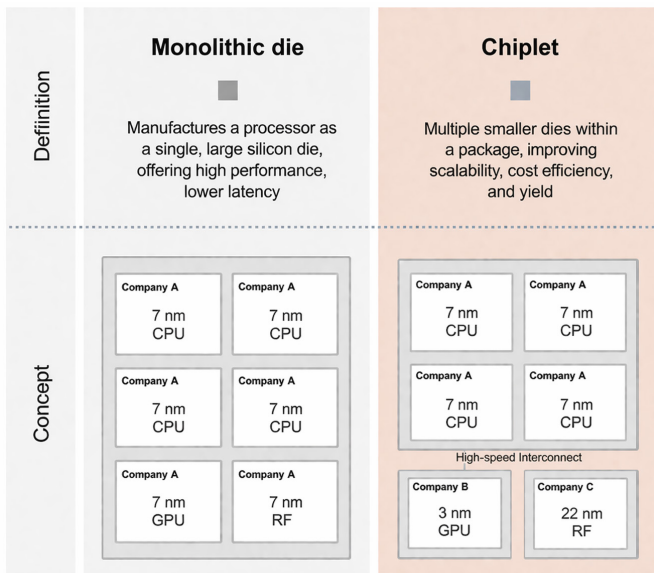 Monolithic die
Chiplet
Defiinition
Manufactures a processor as
a single, large silicon die,
offering high performance,
lower latency
Multiple smaller dies within
a package, improving
scalability, cost efficiency,
and yield
Concept
Company A
7 nm
CPU
Company A
7 nm
CPU
Company A
7 nm
CPU
Company A
7 nm
CPU
Company A
7 nm
GPU
Company A
7 nm
RF
Company A
7 nm
CPU
Company A
7 nm
CPU
Company A
7 nm
CPU
Company A
7 nm
CPU
High-speed Interconnect
Company B
3 nm
GPU
Company C
22 nm
RF